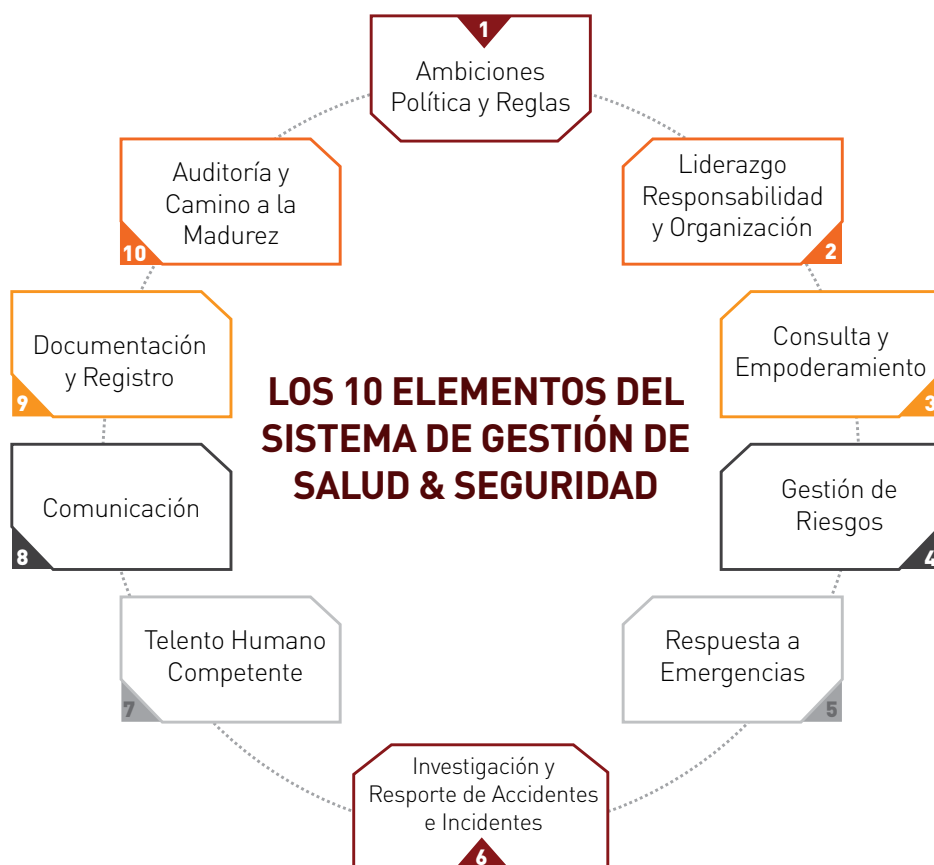 1
Ambiciones
Política y Reglas
Liderazgo
Responsabilidad
y Organización
2
Consulta y
Empoderamiento
3
Gestión de
Riesgos
4
Respuesta a
Emergencias
5
Investigación y
Resporte de Accidentes
e Incidentes
6
Telento Humano
Competente
7
Comunicación
8
Documentación
y Registro
9
Auditoría y
Camino a la
Madurez
10
LOS 10 ELEMENTOS DEL
SISTEMA DE GESTIÓN DE
SALUD & SEGURIDAD